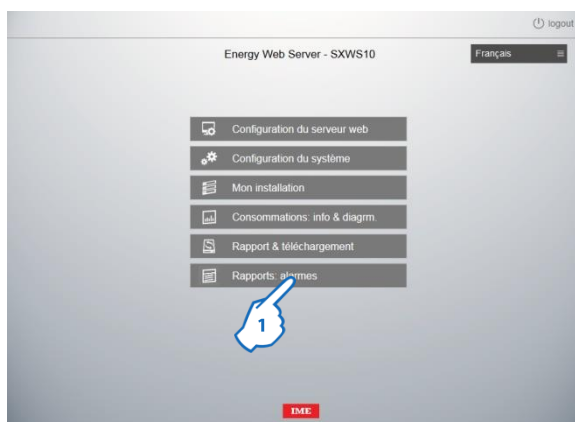 logout
Energy Web Server - SXWS10
Français
Configuration du serveur web
Configuration du système
Mon installation
Consommations: info & diagrm.
Rapport & téléchargement
Rapports: alarmes
1
IME